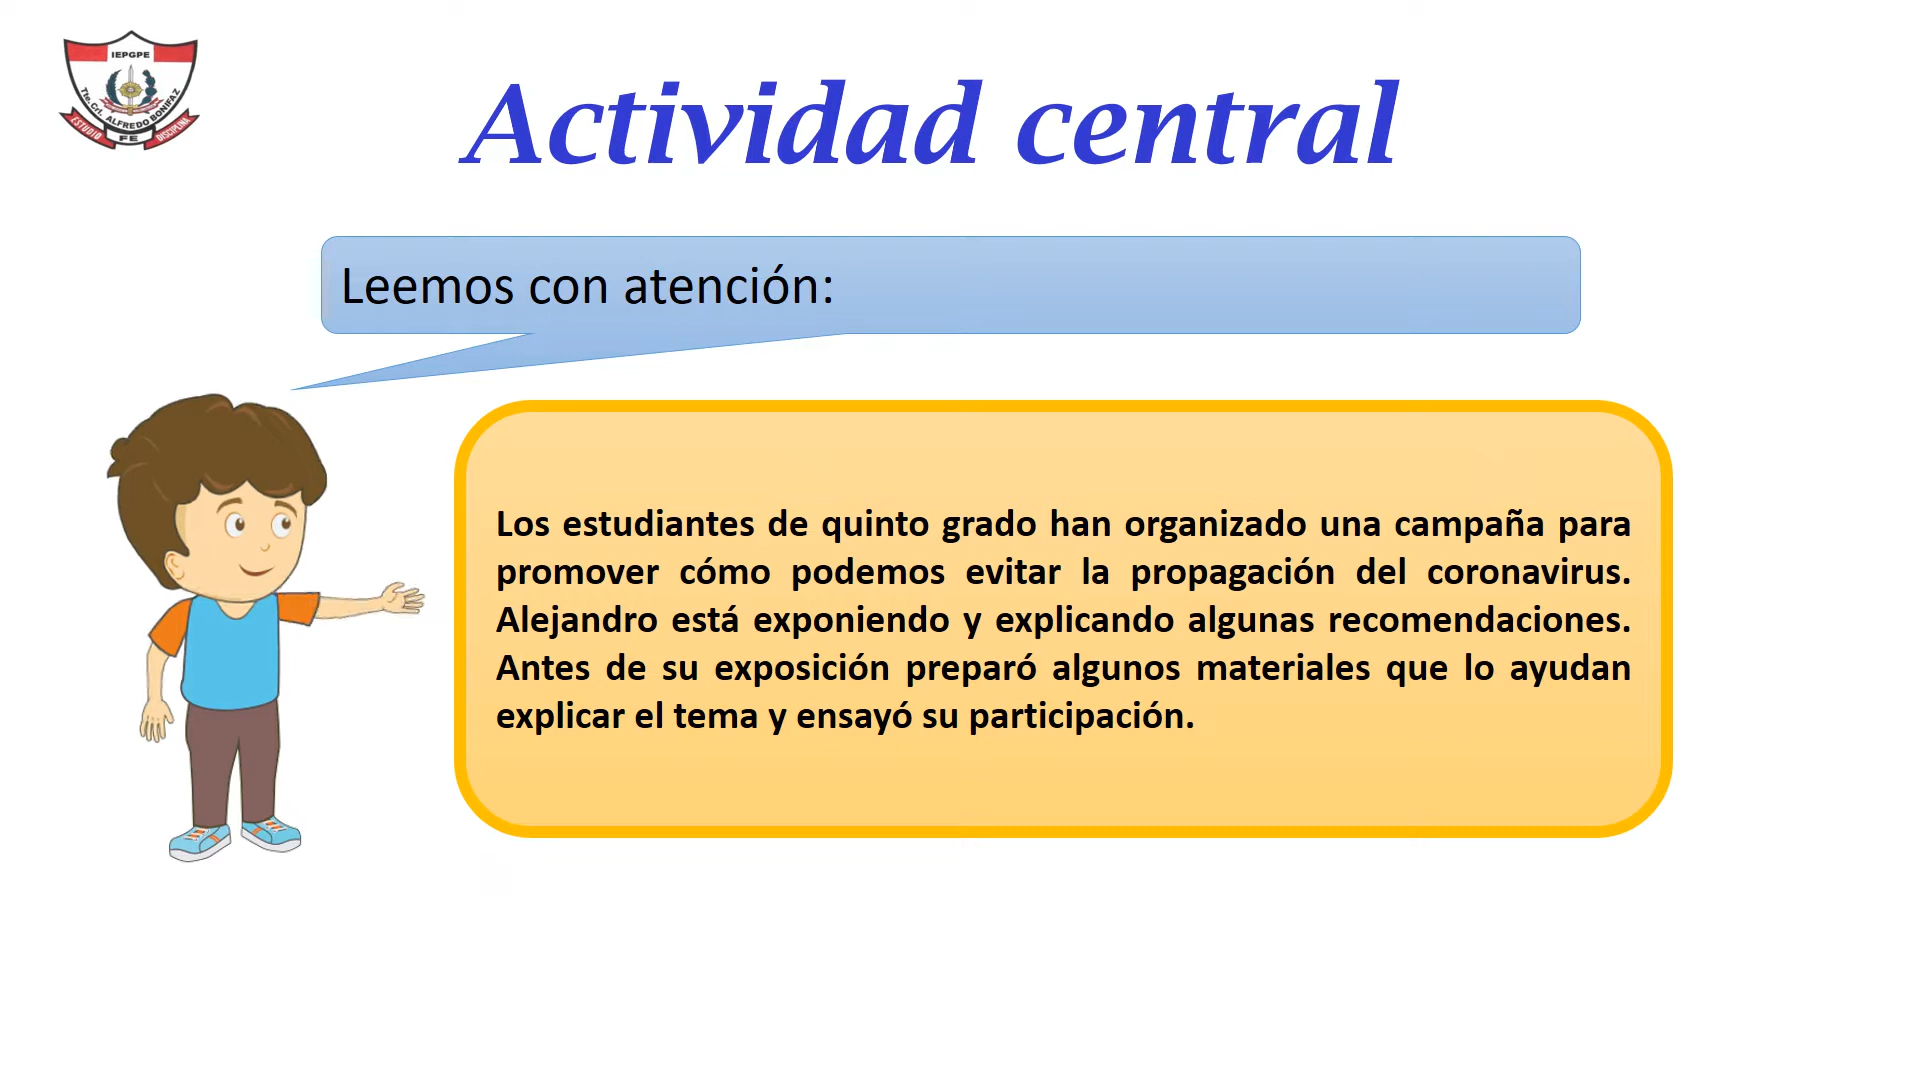 IEPGPE
Tte. Crl. ALFREDO BONIFAZ
ESTUDIO
FE
DISCIPLINA
Actividad central
Leemos con atención:
Los estudiantes de quinto grado han organizado una campaña para
promover cómo podemos evitar la propagación del coronavirus.
Alejandro está exponiendo y explicando algunas recomendaciones.
Antes de su exposición preparó algunos materiales que lo ayudan
explicar el tema y ensayó su participación.